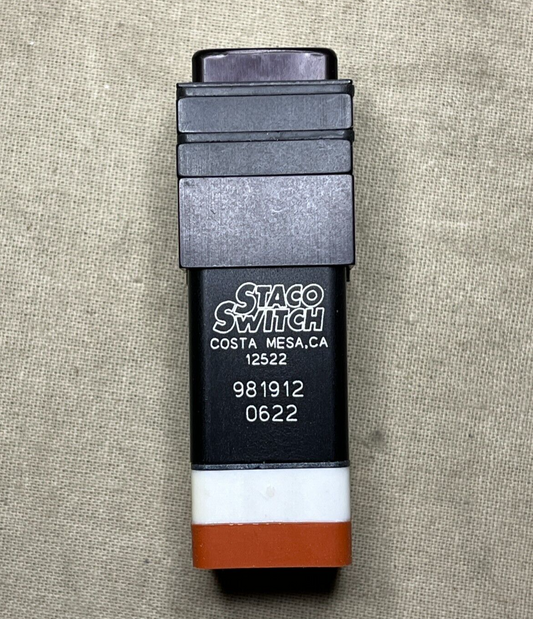 STACO
SWITCH
COSTA MESA,CA
12522
981912
0622